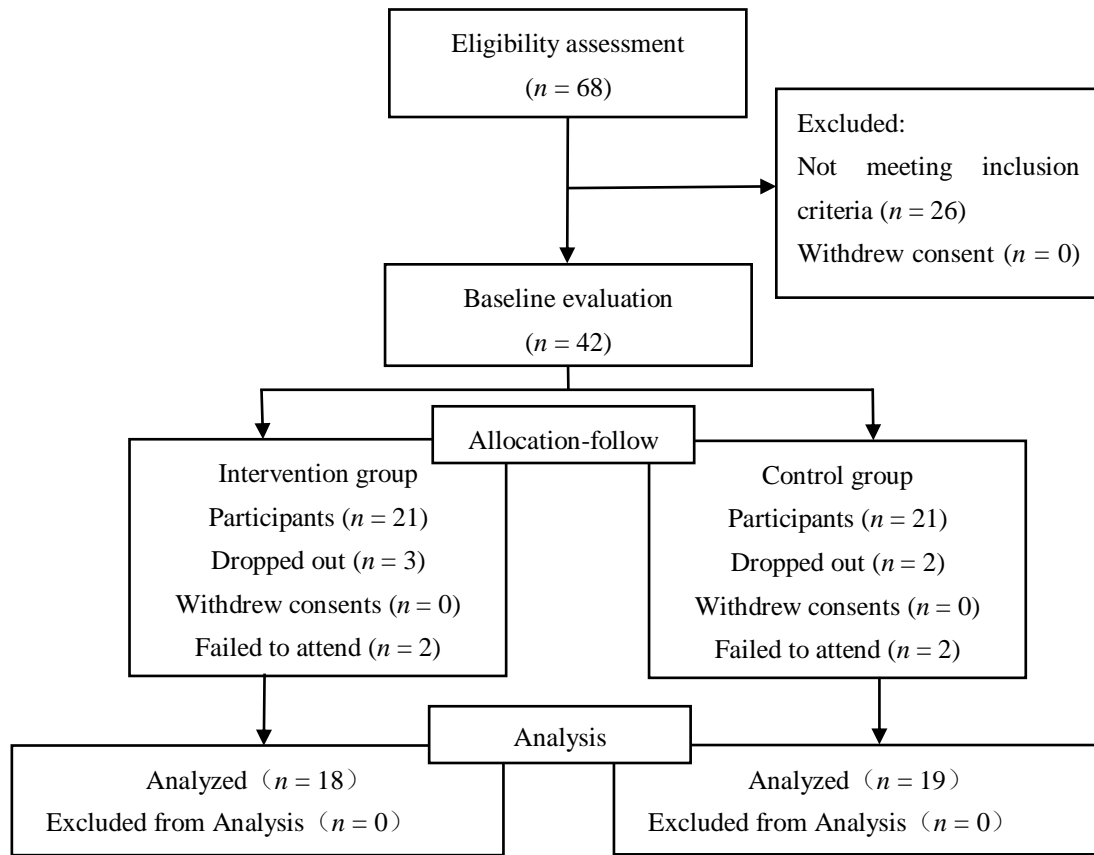 Eligibility assessment
(n = 68)
Excluded:
Not meeting inclusion
criteria (n = 26)
Withdrew consent (n = 0)
Baseline evaluation
(n = 42)
Allocation-follow
Intervention group
Participants (n = 21)
Dropped out (n = 3)
Withdrew consents (n = 0)
Failed to attend (n = 2)
Control group
Participants (n = 21)
Dropped out (n = 2)
Withdrew consents (n = 0)
Failed to attend (n = 2)
Analysis
Analyzed（n = 18）
Excluded from Analysis（n = 0）
Analyzed（n = 19）
Excluded from Analysis（n = 0）